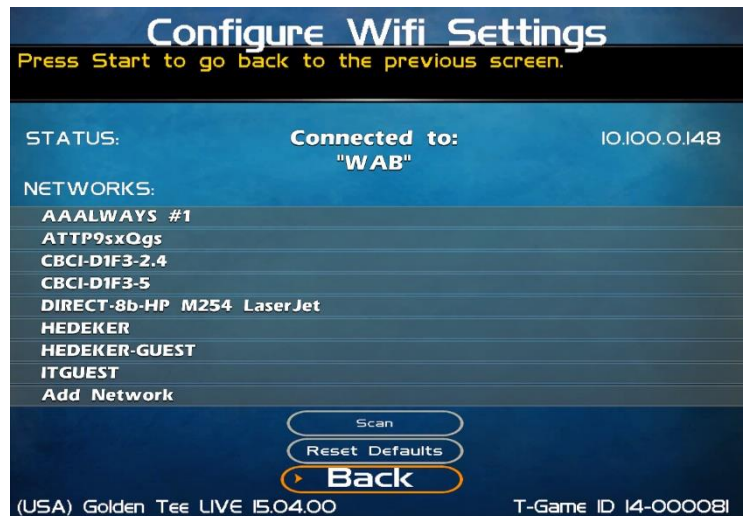 Configure Wifi Settings
Press Start to go back to the previous screen.
STATUS: Connected to: 10.100.0.148
"WAB"
NETWORKS:
AAALWAYS #1
ATTP9sxQgs
CBCI-D1F3-2.4
CBCI-D1F3-5
DIRECT-8b-HP M254 LaserJet
HEDEKER
HEDEKER-GUEST
ITGUEST
Add Network
Scan
Reset Defaults
Back
(USA) Golden Tee LIVE 15.04.00 T-Game ID 14-000081